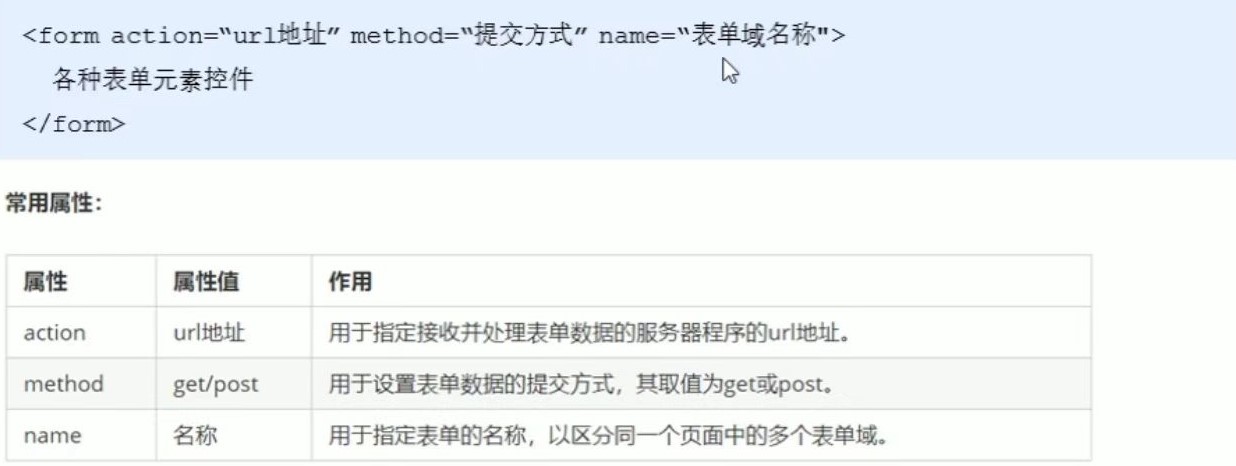 <form action=“url地址” method=“提交方式” name=“表单域名称">
各种表单元素控件
</form>
常用属性：
属性 属性值 作用
action url地址 用于指定接收并处理表单数据的服务器程序的url地址。
method get/post 用于设置表单数据的提交方式，其取值为get或post。
name 名称 用于指定表单的名称，以区分同一个页面中的多个表单域。